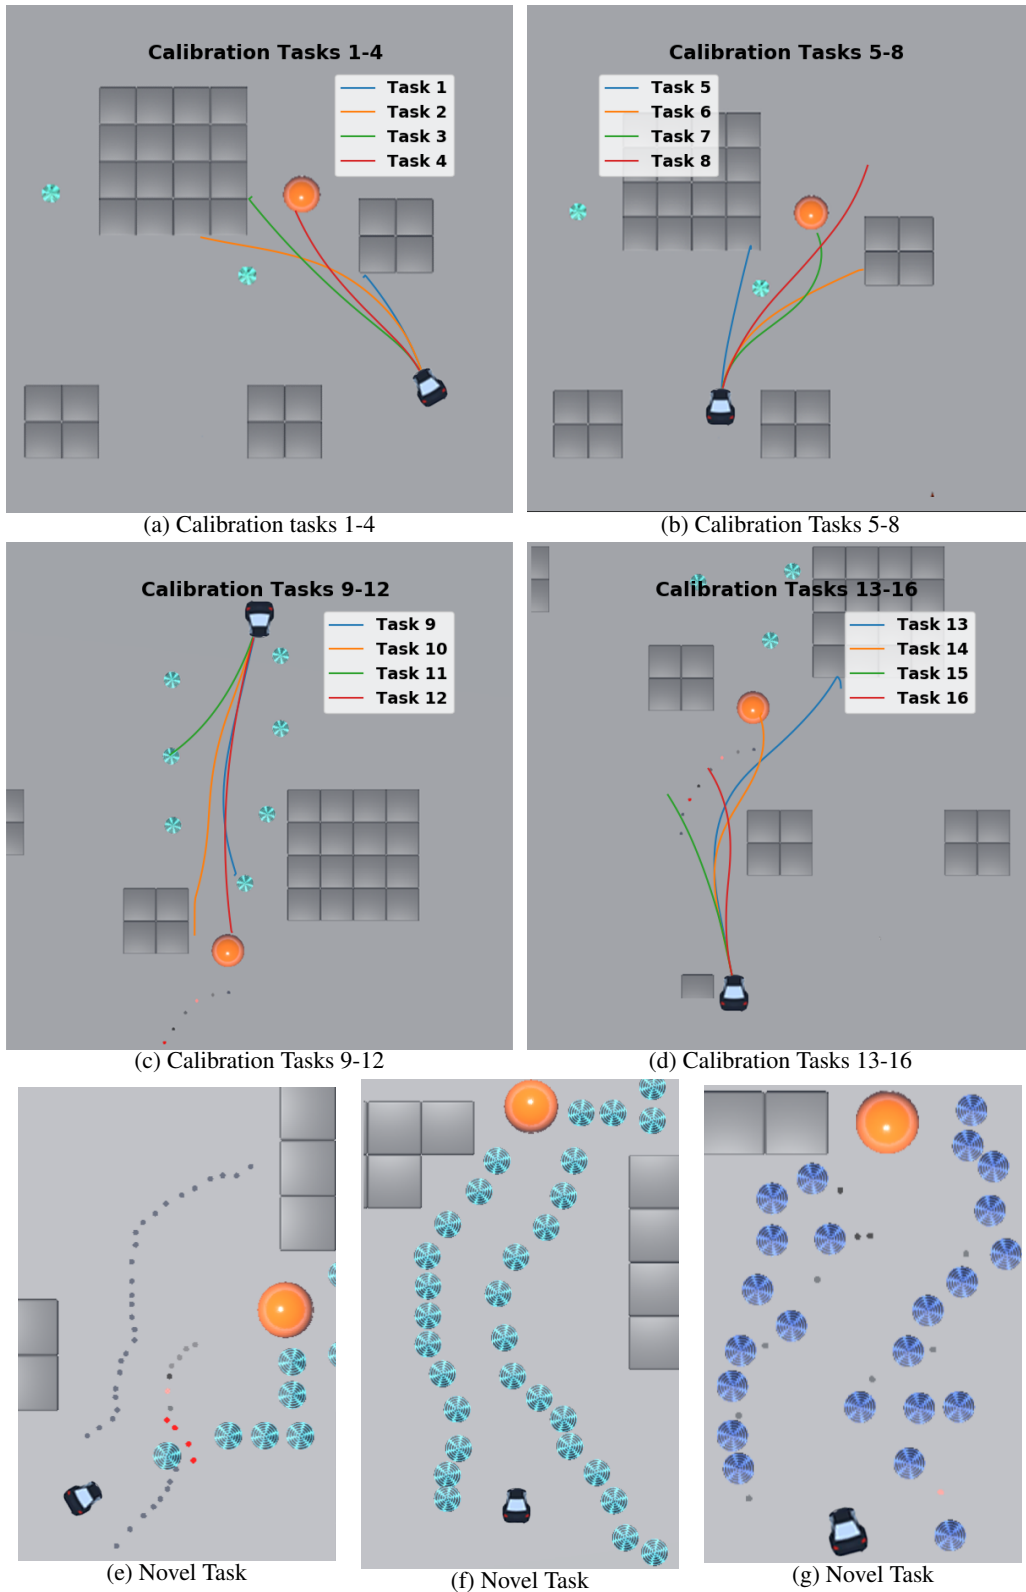 Calibration Tasks 1-4
Task 1
Task 2
Task 3
Task 4
(a) Calibration tasks 1-4
Calibration Tasks 5-8
Task 5
Task 6
Task 7
Task 8
(b) Calibration Tasks 5-8
Calibration Tasks 9-12
Task 9
Task 10
Task 11
Task 12
(c) Calibration Tasks 9-12
Calibration Tasks 13-16
Task 13
Task 14
Task 15
Task 16
(d) Calibration Tasks 13-16
(e) Novel Task
(f) Novel Task
(g) Novel Task